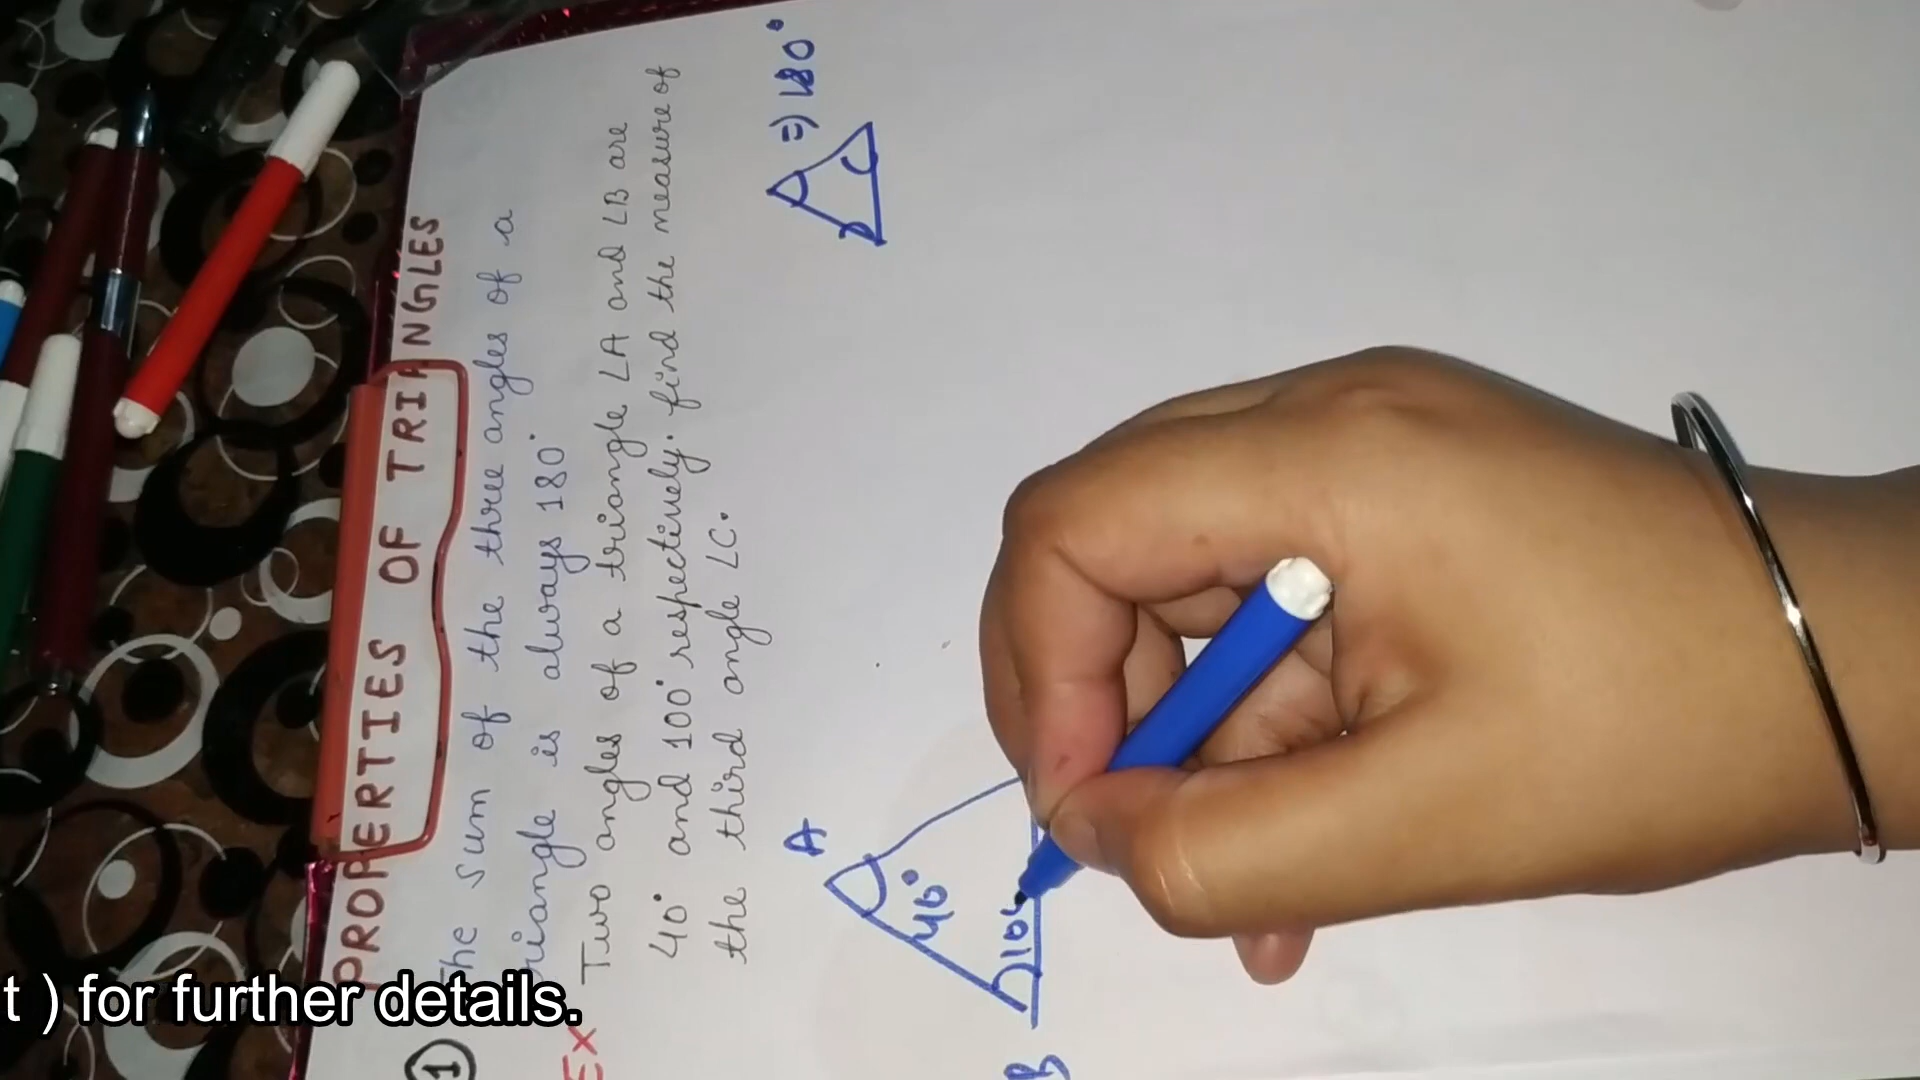 PROPERTIES OF TRIANGLES
1 The sum of the three angles of a
triangle is always 180°
Ex Two angles of a triangle ∠A and ∠B are
40° and 100° respectively. find the measure of
the third angle ∠C.
=) 180°
A
40°
100
B
t ) for further details.